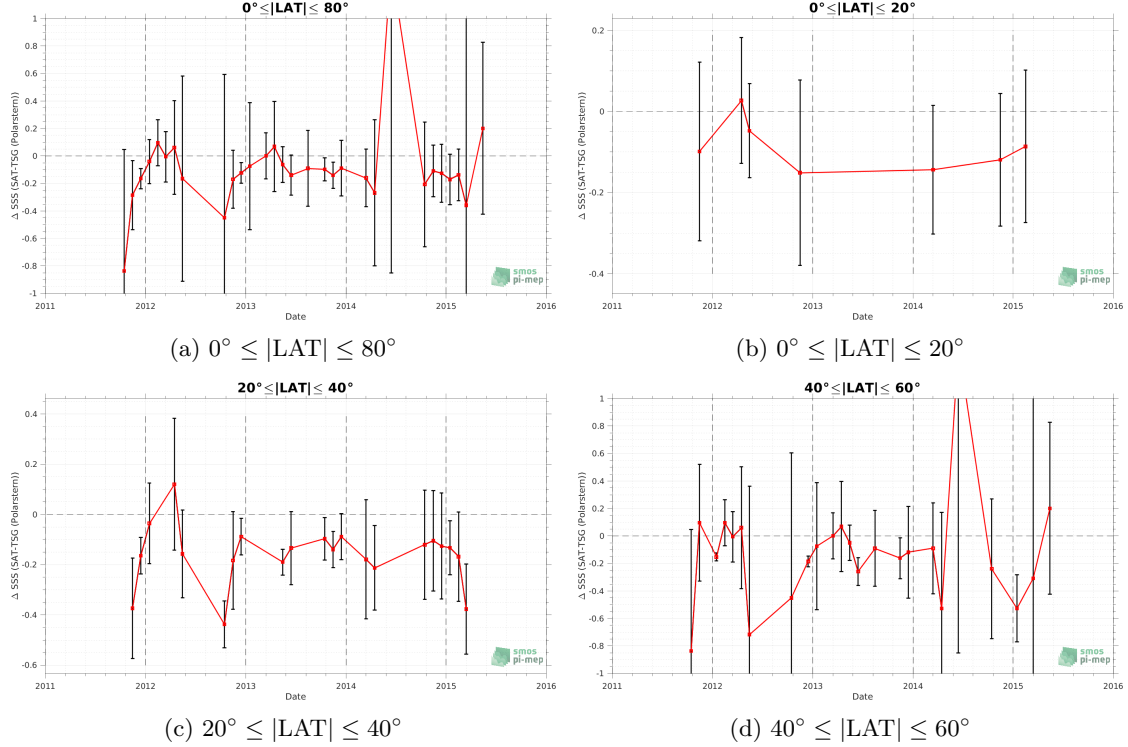 0°≤|LAT|≤ 80°
Δ SSS (SAT-TSG (Polarstern))
1
0.8
0.6
0.4
0.2
0
-0.2
-0.4
-0.6
-0.8
-1
2011
2012
2013
2014
2015
2016
Date
smos
pi-mep
(a) 0° ≤ |LAT| ≤ 80°
0°≤|LAT|≤ 20°
Δ SSS (SAT-TSG (Polarstern))
0.2
0
-0.2
-0.4
2011
2012
2013
2014
2015
2016
Date
smos
pi-mep
(b) 0° ≤ |LAT| ≤ 20°
20°≤|LAT|≤ 40°
Δ SSS (SAT-TSG (Polarstern))
0.4
0.2
0
-0.2
-0.4
-0.6
2011
2012
2013
2014
2015
2016
Date
smos
pi-mep
(c) 20° ≤ |LAT| ≤ 40°
40°≤|LAT|≤ 60°
Δ SSS (SAT-TSG (Polarstern))
1
0.8
0.6
0.4
0.2
0
-0.2
-0.4
-0.6
-0.8
-1
2011
2012
2013
2014
2015
2016
Date
smos
pi-mep
(d) 40° ≤ |LAT| ≤ 60°